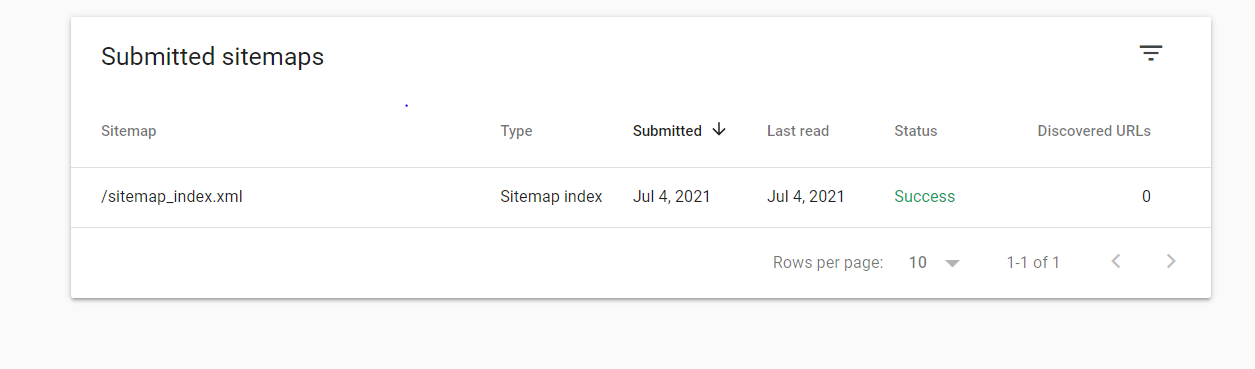 Submitted sitemaps
Sitemap Type Submitted Last read Status Discovered URLs
/sitemap_index.xml Sitemap index Jul 4, 2021 Jul 4, 2021 Success 0
Rows per page: 10 1-1 of 1